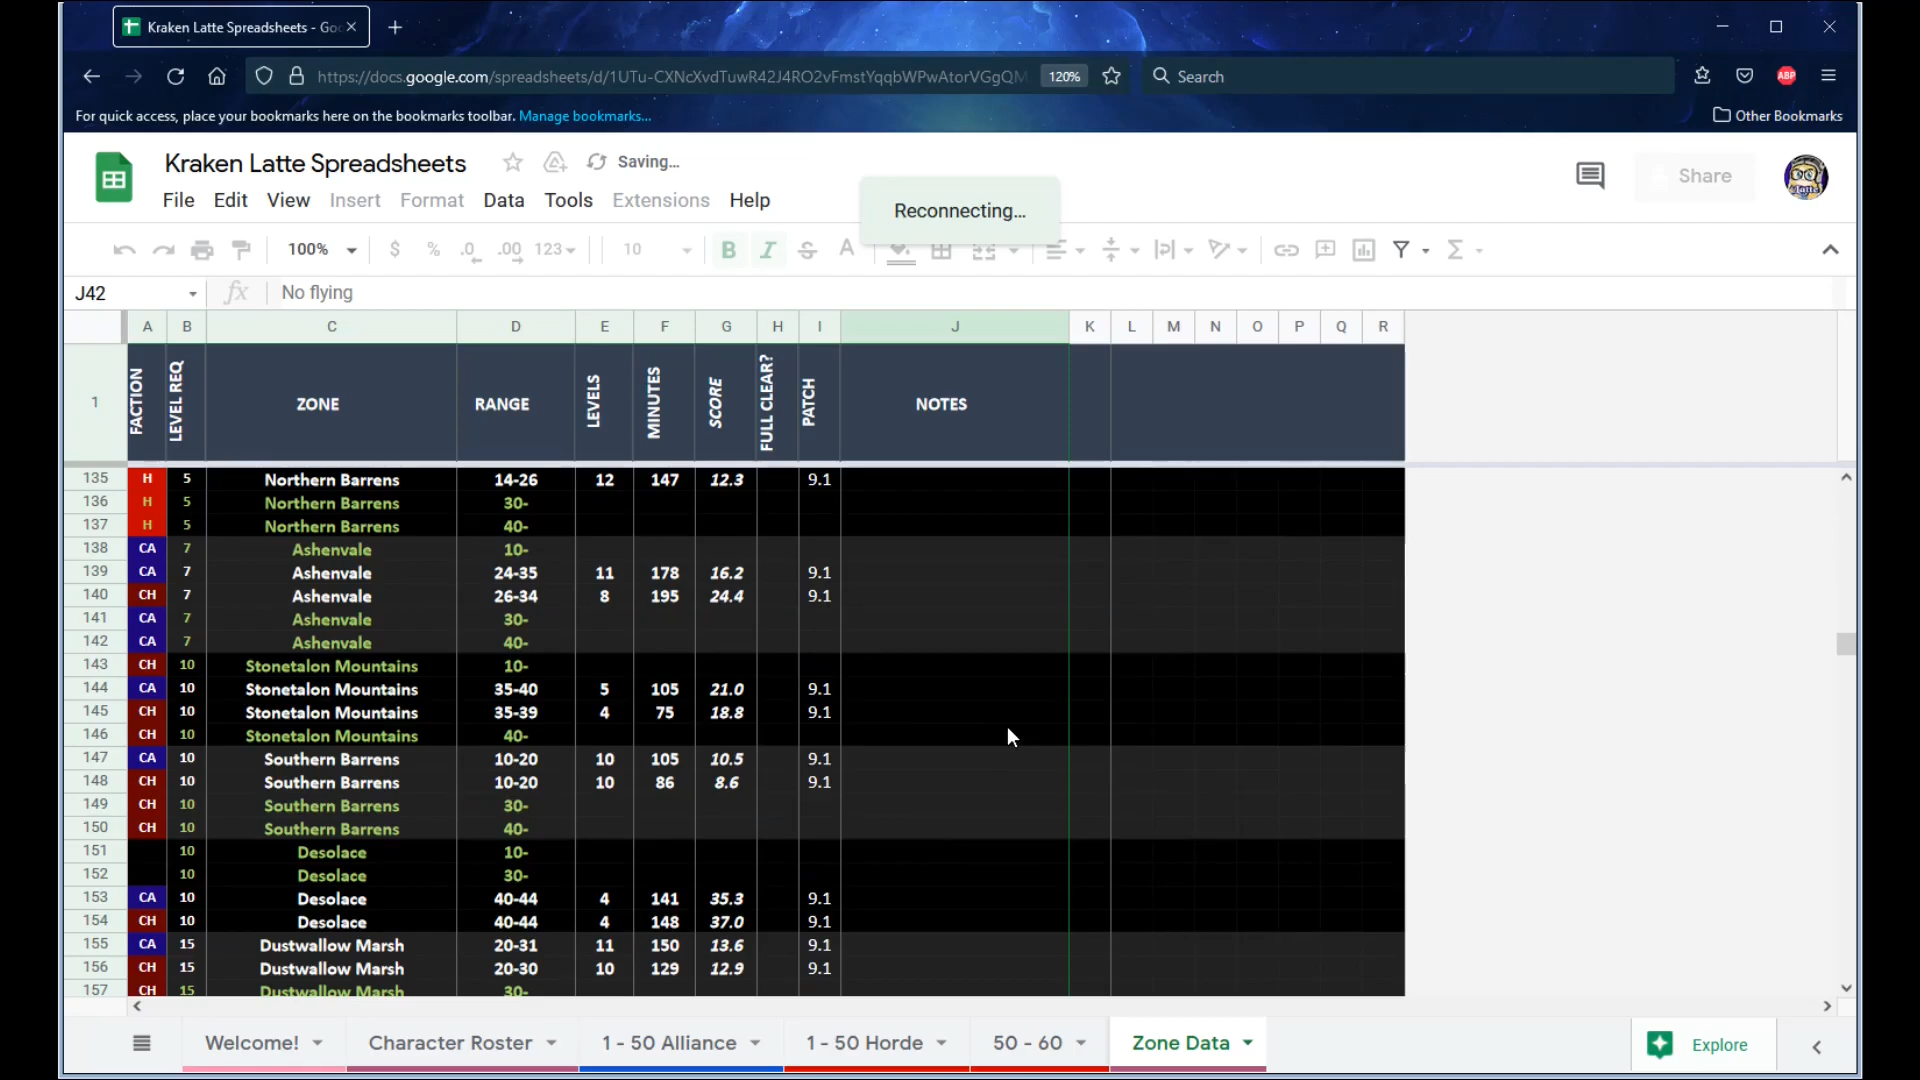 Kraken Latte Spreadsheets - Goo
https://docs.google.com/spreadsheets/d/1UTu-CXNcXvdTuwR42J4RO2vFmstYqqbWPwAtorVGgQM
120%
Search
ABP
For quick access, place your bookmarks here on the bookmarks toolbar. Manage bookmarks...
Other Bookmarks
Kraken Latte Spreadsheets
Saving...
Share
File Edit View Insert Format Data Tools Extensions Help
Reconnecting...
100% $ % .0 .00 123 10 B I S A
J42 fx No flying
A B C D E F G H I J K L M N O P Q R
1 FACTION LEVEL REQ ZONE RANGE LEVELS MINUTES SCORE FULL CLEAR? PATCH NOTES
135 H 5 Northern Barrens 14-26 12 147 12.3 9.1
136 H 5 Northern Barrens 30-
137 H 5 Northern Barrens 40-
138 CA 7 Ashenvale 10-
139 CA 7 Ashenvale 24-35 11 178 16.2 9.1
140 CH 7 Ashenvale 26-34 8 195 24.4 9.1
141 CA 7 Ashenvale 30-
142 CA 7 Ashenvale 40-
143 CH 10 Stonetalon Mountains 10-
144 CA 10 Stonetalon Mountains 35-40 5 105 21.0 9.1
145 CH 10 Stonetalon Mountains 35-39 4 75 18.8 9.1
146 CH 10 Stonetalon Mountains 40-
147 CA 10 Southern Barrens 10-20 10 105 10.5 9.1
148 CH 10 Southern Barrens 10-20 10 86 8.6 9.1
149 CH 10 Southern Barrens 30-
150 CH 10 Southern Barrens 40-
151 10 Desolace 10-
152 10 Desolace 30-
153 CA 10 Desolace 40-44 4 141 35.3 9.1
154 CH 10 Desolace 40-44 4 148 37.0 9.1
155 CA 15 Dustwallow Marsh 20-31 11 150 13.6 9.1
156 CH 15 Dustwallow Marsh 20-30 10 129 12.9 9.1
157 CH 15 Dustwallow Marsh 30-
Welcome! Character Roster 1 - 50 Alliance 1 - 50 Horde 50 - 60 Zone Data Explore